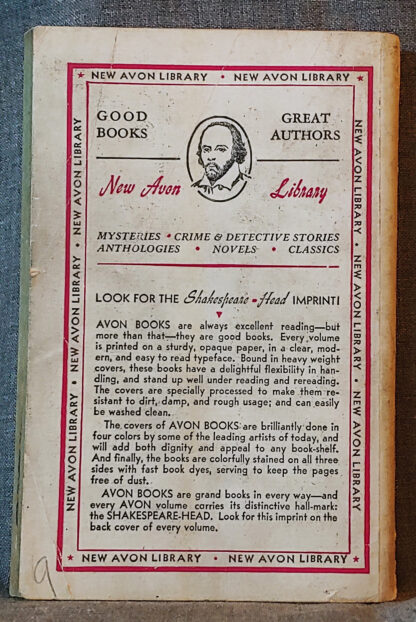 ★ NEW AVON LIBRARY • NEW AVON LIBRARY ★
NEW AVON LIBRARY • NEW AVON LIBRARY • NEW AVON LIBRARY
GOOD GREAT
BOOKS AUTHORS
New Avon Library
MYSTERIES • CRIME & DETECTIVE STORIES
ANTHOLOGIES • NOVELS • CLASSICS
LOOK FOR THE Shakespeare-Head IMPRINT!
AVON BOOKS are always excellent reading—but
more than that—they are good books. Every volume
is printed on a sturdy, opaque paper, in a clear, mod-
ern, and easy to read typeface. Bound in heavy weight
covers, these books have a delightful flexibility in han-
dling, and stand up well under reading and rereading.
The covers are specially processed to make them re-
sistant to dirt, damp, and rough usage; and can easily
be washed clean.
The covers of AVON BOOKS are brilliantly done in
four colors by some of the leading artists of today, and
will add both dignity and appeal to any book-shelf.
And finally, the books are colorfully stained on all three
sides with fast book dyes, serving to keep the pages
free of dust.
AVON BOOKS are grand books in every way—and
every AVON volume carries its distinctive hall-mark:
the SHAKESPEARE-HEAD. Look for this imprint on the
back cover of every volume.
NEW AVON LIBRARY • NEW AVON LIBRARY • NEW AVON LIBRARY
★ NEW AVON LIBRARY • NEW AVON LIBRARY ★
9